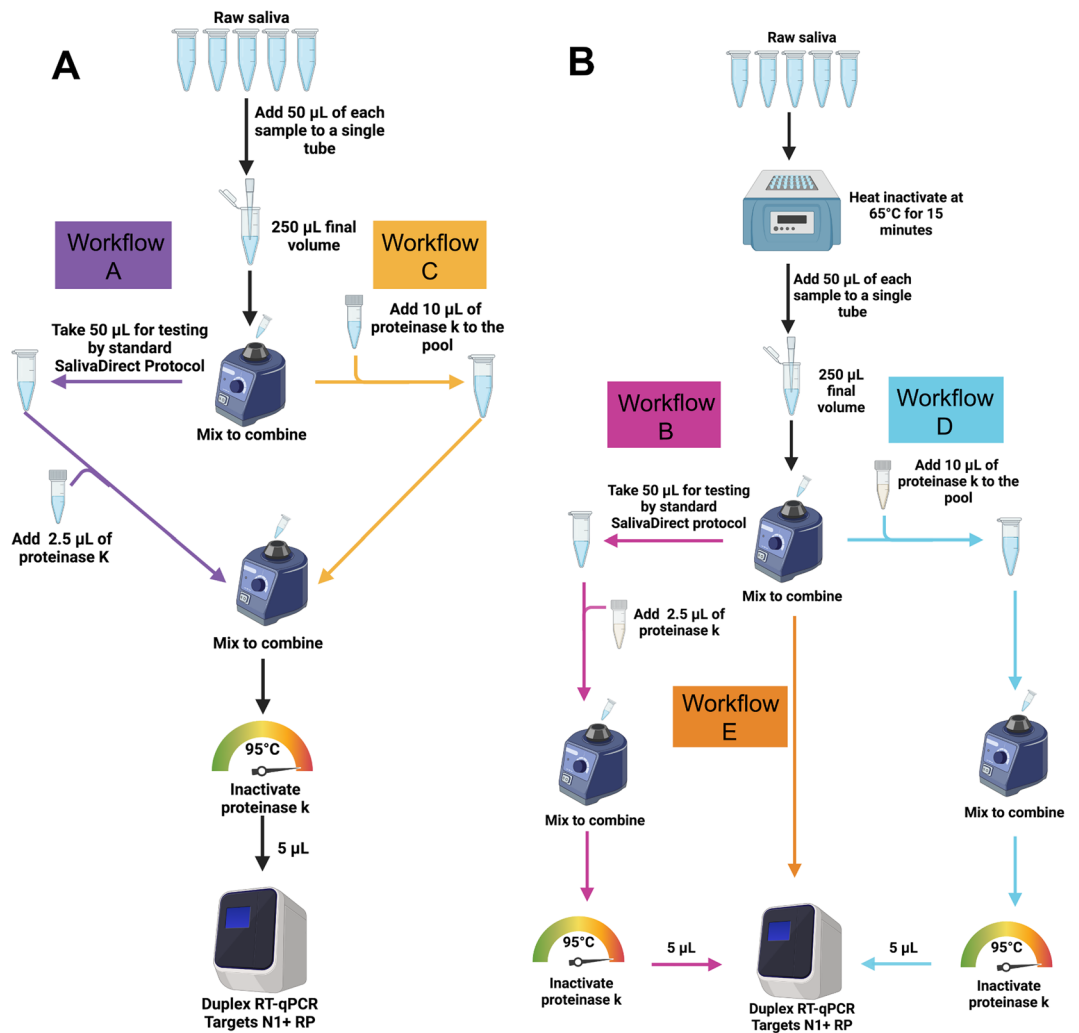 A
Raw saliva
Add 50 µL of each
sample to a single
tube
250 µL final
volume
Workflow
A
Workflow
C
Take 50 µL for testing
by standard
SalivaDirect Protocol
Add 10 µL of
proteinase k to the
pool
Mix to combine
Add  2.5 µL of
proteinase K
Mix to combine
95°C
Inactivate
proteinase k
5 µL
Duplex RT-qPCR
Targets N1+ RP
B
Raw saliva
Heat inactivate at
65°C for 15
minutes
Add 50 µL of each
sample to a single
tube
250 µL
final
volume
Workflow
B
Workflow
D
Take 50 µL for testing
by standard
SalivaDirect protocol
Add 10 µL of
proteinase k to the
pool
Mix to combine
Add  2.5 µL of
proteinase k
Workflow
E
Mix to combine
Mix to combine
95°C
Inactivate
proteinase k
5 µL
5 µL
95°C
Inactivate
proteinase k
Duplex RT-qPCR
Targets N1+ RP